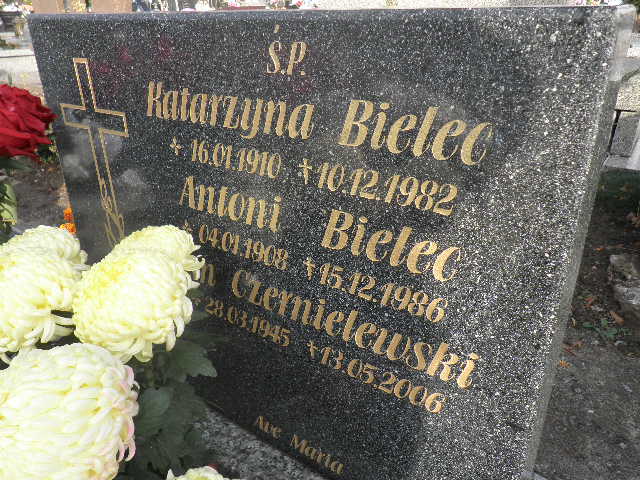 Ś.P.
Katarzyna Bielec
* 16.01.1910 +10.12.1982
Antoni Bielec
* 04.01.1908 +15.12.1986
Czernielewski
* 28.03.1945 +13.05.2006
Ave Maria